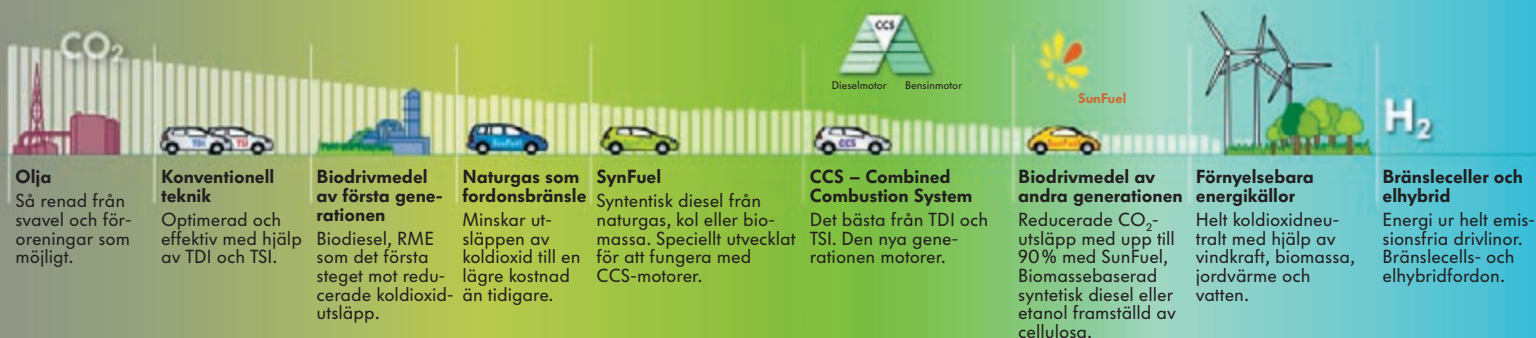 CO₂
CCS
Dieselmotor Bensinmotor
SunFuel
H₂
TDI
TSI
SunFuel
CCS
SunFuel
Olja
Så renad från
svavel och för-
oreningar som
möjligt.
Konventionell
teknik
Optimerad och
effektiv med hjälp
av TDI och TSI.
Biodrivmedel
av första gene-
rationen
Biodiesel, RME
som det första
steget mot redu-
cerade koldioxid-
utsläpp.
Naturgas som
fordonsbränsle
Minskar ut-
släppen av
koldioxid till en
lägre kostnad
än tidigare.
SynFuel
Syntentisk diesel från
naturgas, kol eller bio-
massa. Speciellt utvecklat
för att fungera med
CCS-motorer.
CCS – Combined
Combustion System
Det bästa från TDI och
TSI. Den nya gene-
rationen motorer.
Biodrivmedel av
andra generationen
Reducerade CO₂-
utsläpp med upp till
90% med SunFuel,
Biomassebaserad
syntetisk diesel eller
etanol framställd av
cellulosa.
Förnyelsebara
energikällor
Helt koldioxidneu-
tralt med hjälp av
vindkraft, biomassa,
jordvärme och
vatten.
Bränsleceller och
elhybrid
Energi ur helt emis-
sionsfria drivlinor.
Bränslecells- och
elhybridfordon.